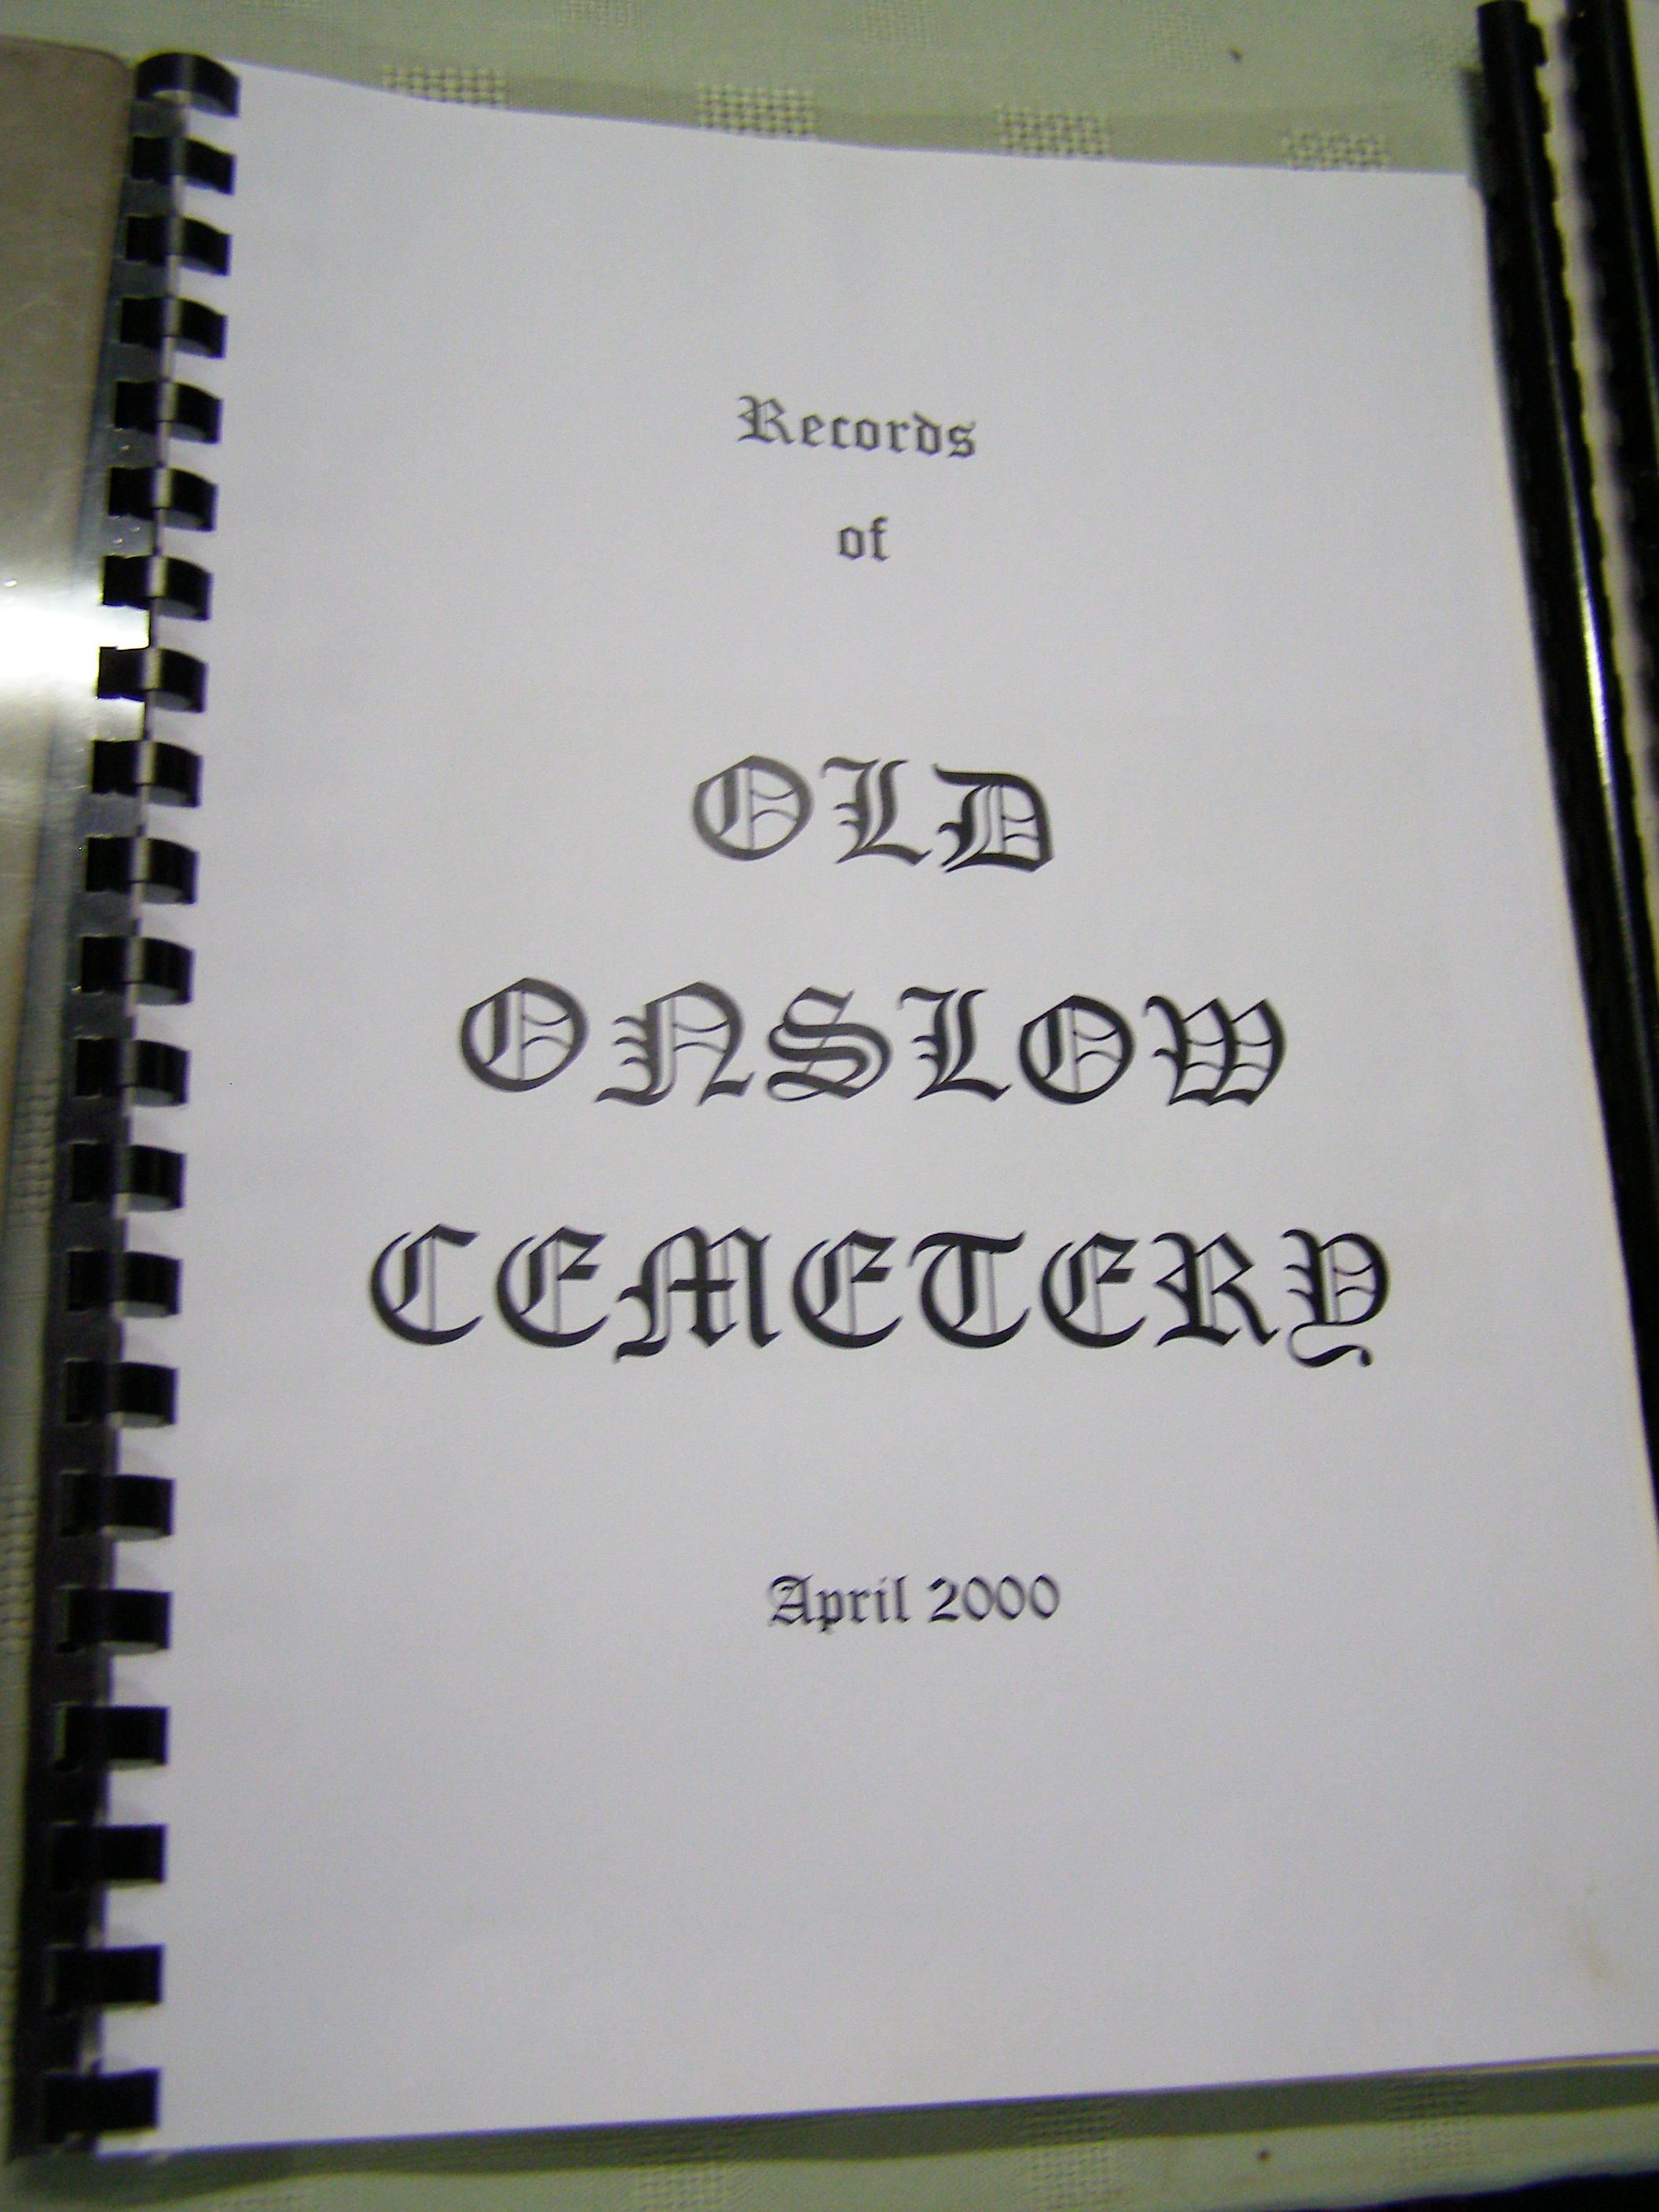 Records
of
OLD
ONSLOW
CEMETERY
April 2000